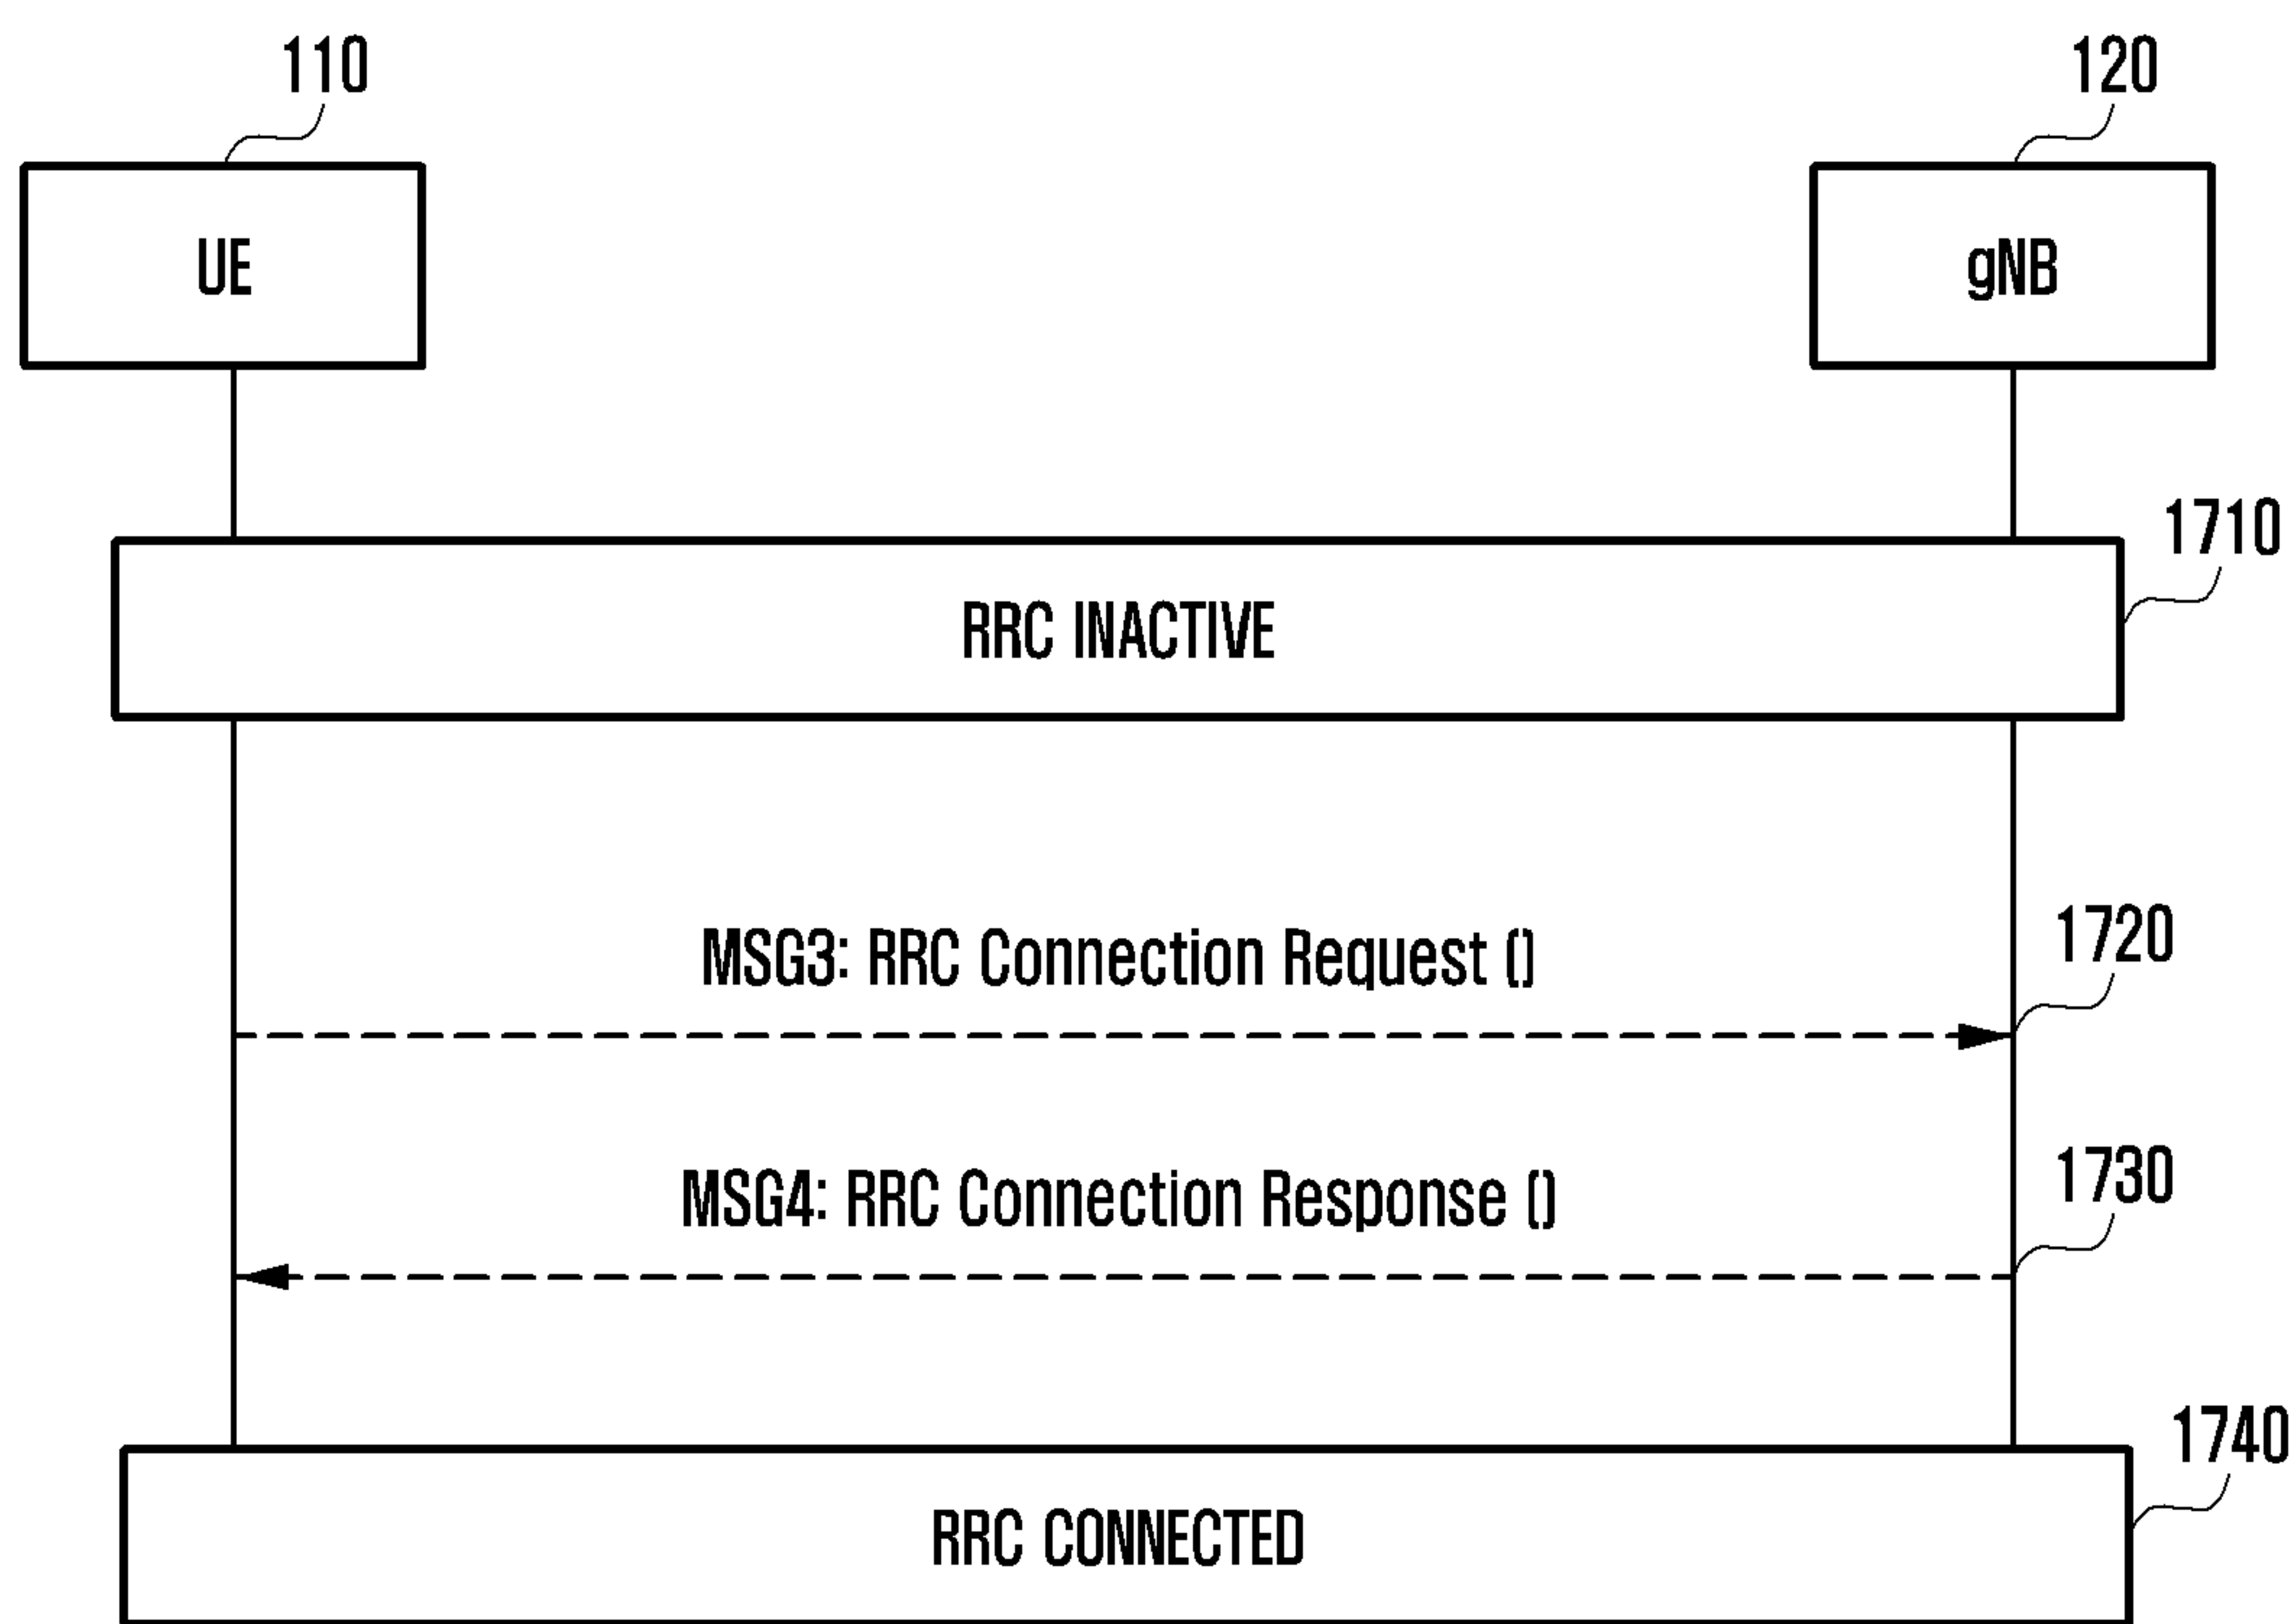 110
120
UE
gNB
1710
RRC INACTIVE
1720
MSG3: RRC Connection Request ()
1730
MSG4: RRC Connection Response ()
1740
RRC CONNECTED